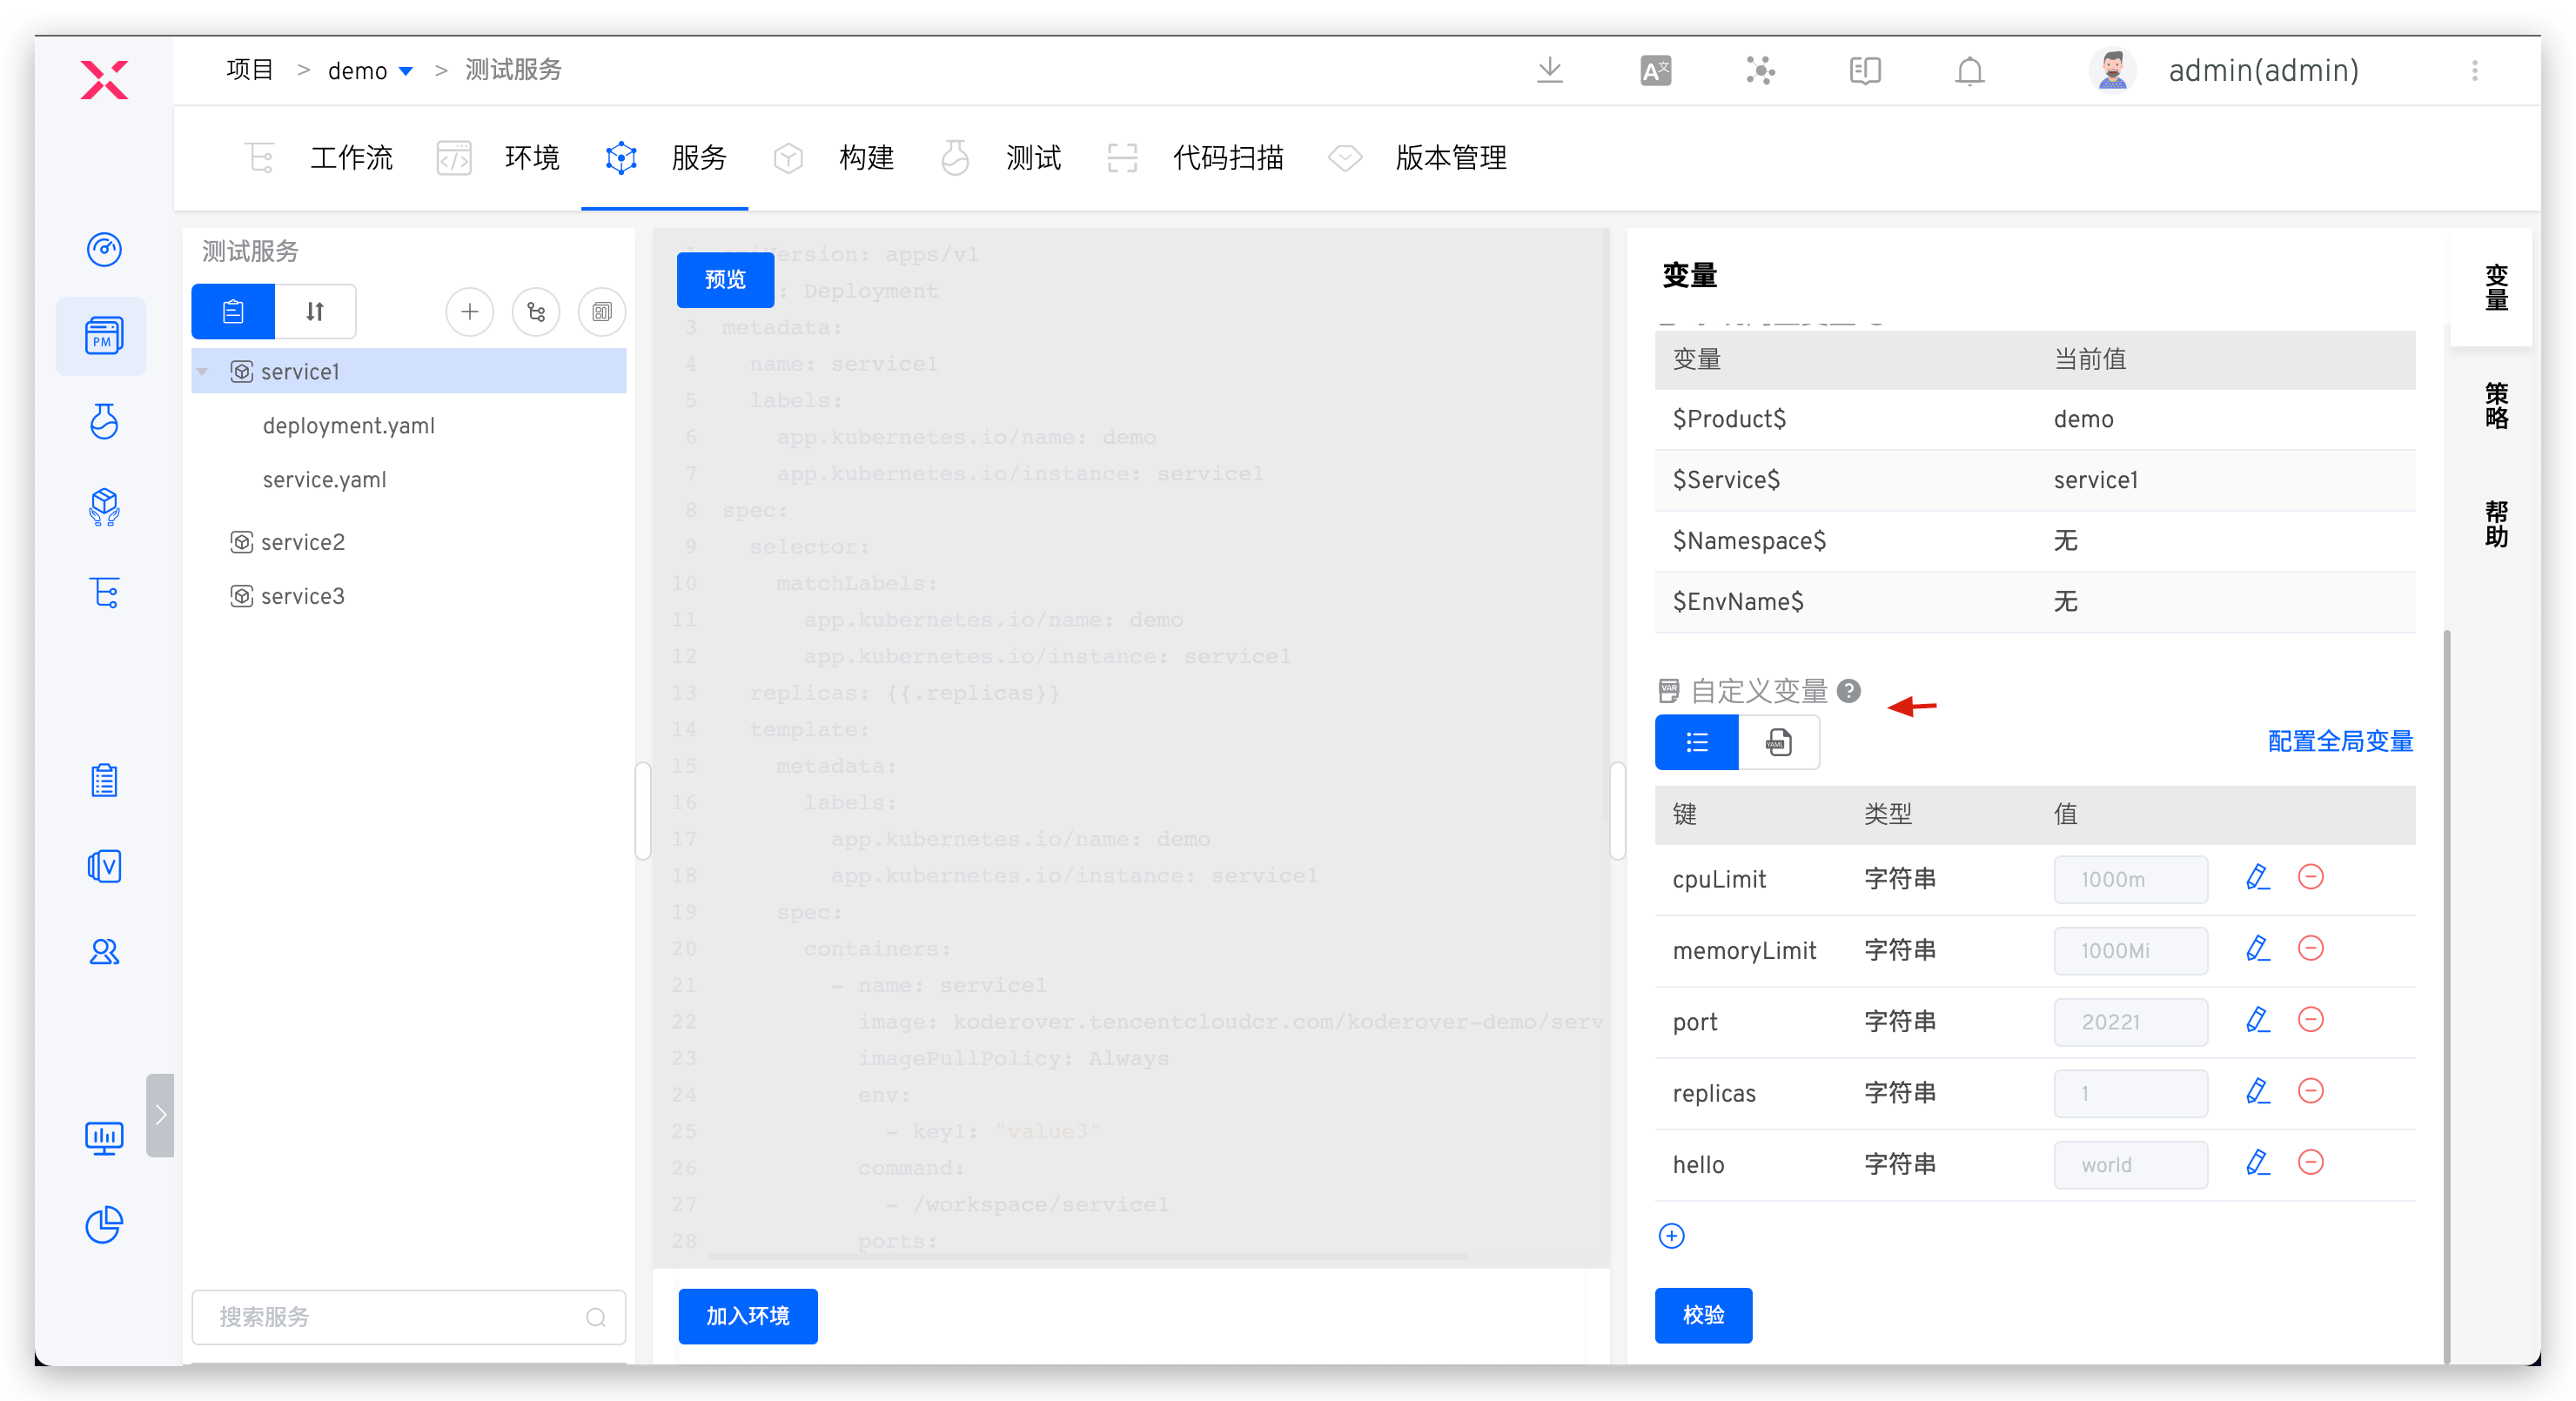 项目 > demo > 测试服务
admin(admin)
工作流 环境 服务 构建 测试 代码扫描 版本管理
PM
V
测试服务
service1
deployment.yaml
service.yaml
service2
service3
搜索服务
预览
1 Version: apps/v1
: Deployment
3 metadata:
4 name: service1
5 labels:
6 app.kubernetes.io/name: demo
7 app.kubernetes.io/instance: service1
8 spec:
9 selector:
10 matchLabels:
11 app.kubernetes.io/name: demo
12 app.kubernetes.io/instance: service1
13 replicas: {{.replicas}}
14 template:
15 metadata:
16 labels:
17 app.kubernetes.io/name: demo
18 app.kubernetes.io/instance: service1
19 spec:
20 containers:
21 - name: service1
22 image: koderover.tencentcloudcr.com/koderover-demo/serv
23 imagePullPolicy: Always
24 env:
25 - key1: "value3"
26 command:
27 - /workspace/service1
28 ports:
加入环境
变量
变量 当前值
$Product$ demo
$Service$ service1
$Namespace$ 无
$EnvName$ 无
VAR 自定义变量 ?
YAML
配置全局变量
键 类型 值
cpuLimit 字符串 1000m
memoryLimit 字符串 1000Mi
port 字符串 20221
replicas 字符串 1
hello 字符串 world
校验
变量
策略
帮助